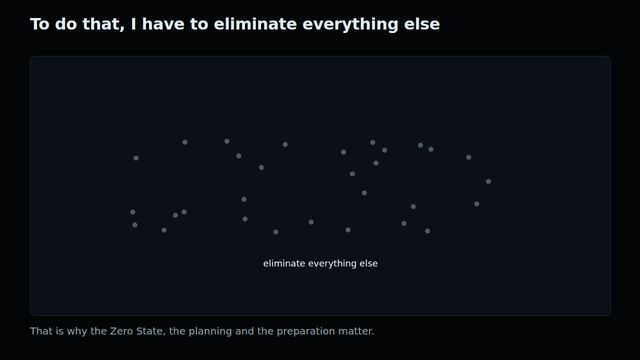 To do that, I have to eliminate everything else
eliminate everything else
That is why the Zero State, the planning and the preparation matter.